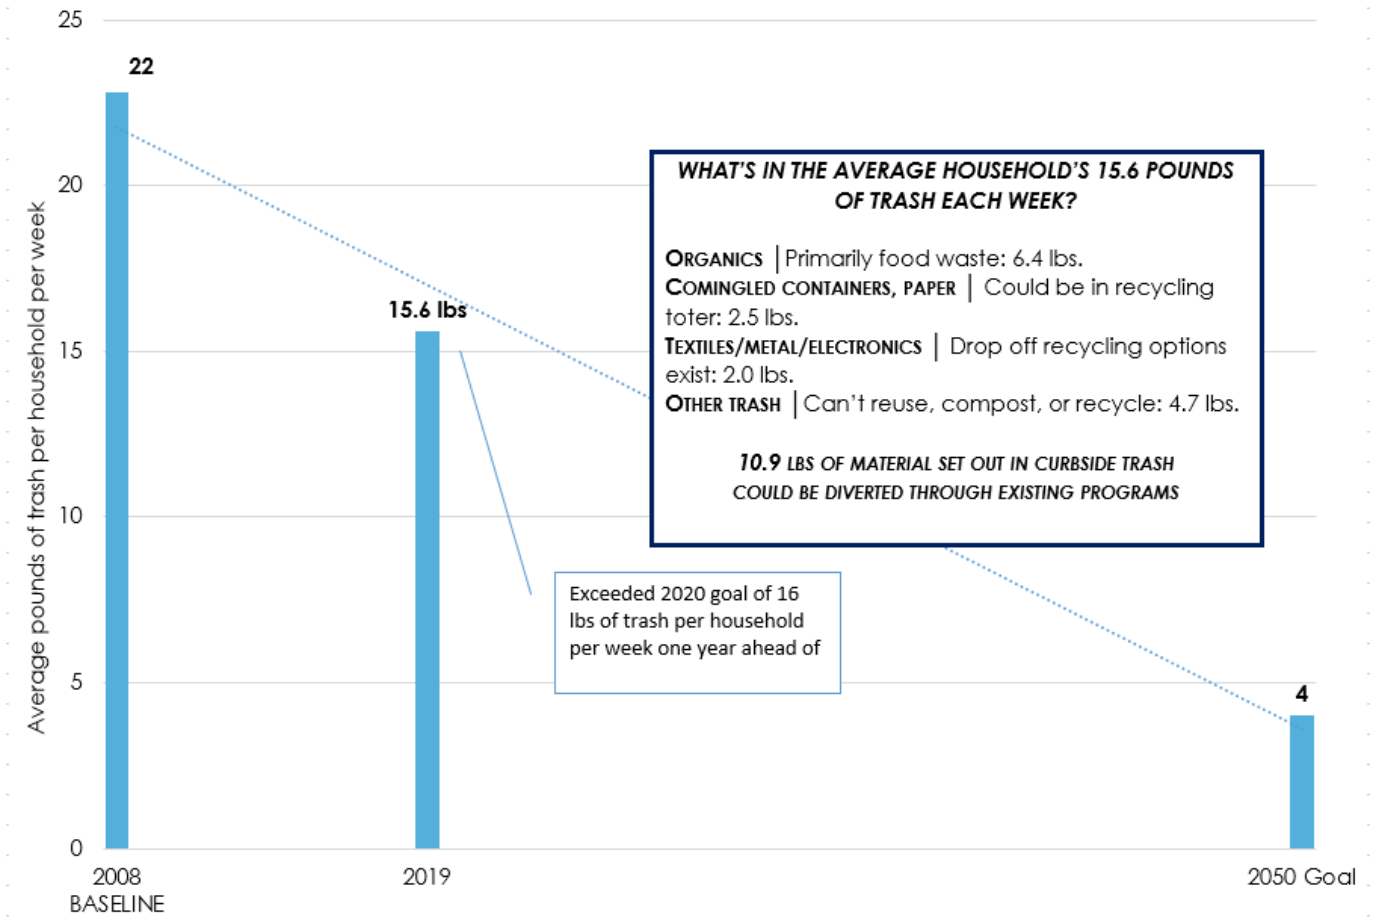 25
22
20
15
10
5
0
Average pounds of trash per household per week
15.6 lbs
4
WHAT'S IN THE AVERAGE HOUSEHOLD'S 15.6 POUNDS
OF TRASH EACH WEEK?
ORGANICS | Primarily food waste: 6.4 lbs.
COMINGLED CONTAINERS, PAPER | Could be in recycling
toter: 2.5 lbs.
TEXTILES/METAL/ELECTRONICS | Drop off recycling options
exist: 2.0 lbs.
OTHER TRASH | Can't reuse, compost, or recycle: 4.7 lbs.
10.9 LBS OF MATERIAL SET OUT IN CURBSIDE TRASH
COULD BE DIVERTED THROUGH EXISTING PROGRAMS
Exceeded 2020 goal of 16
lbs of trash per household
per week one year ahead of
2008
BASELINE
2019
2050 Goal